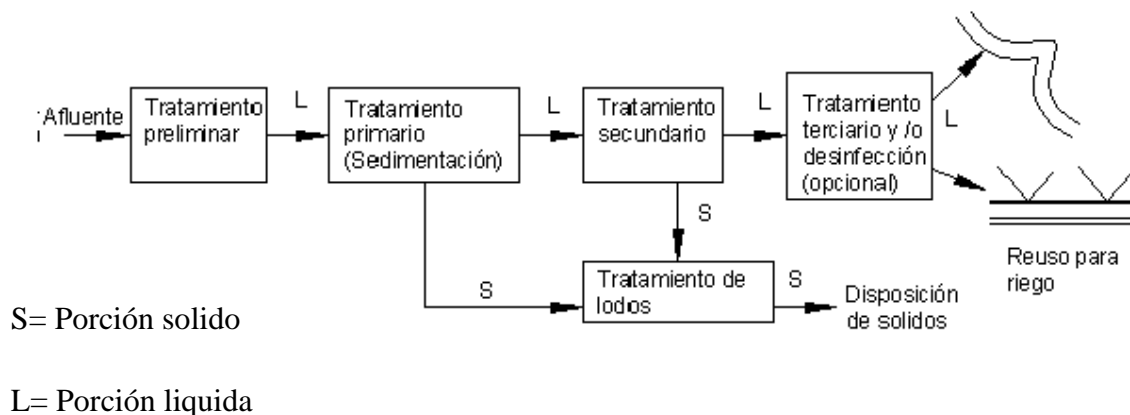 Afluente
Tratamiento
preliminar
L
Tratamiento
primario
(Sedimentación)
L
Tratamiento
secundario
L
Tratamiento
terciario y /o
desinfección
(opcional)
L
Reuso para
riego
S
S
Tratamiento de
lodios
S
Disposición
de solidos
S= Porción solido
L= Porción liquida